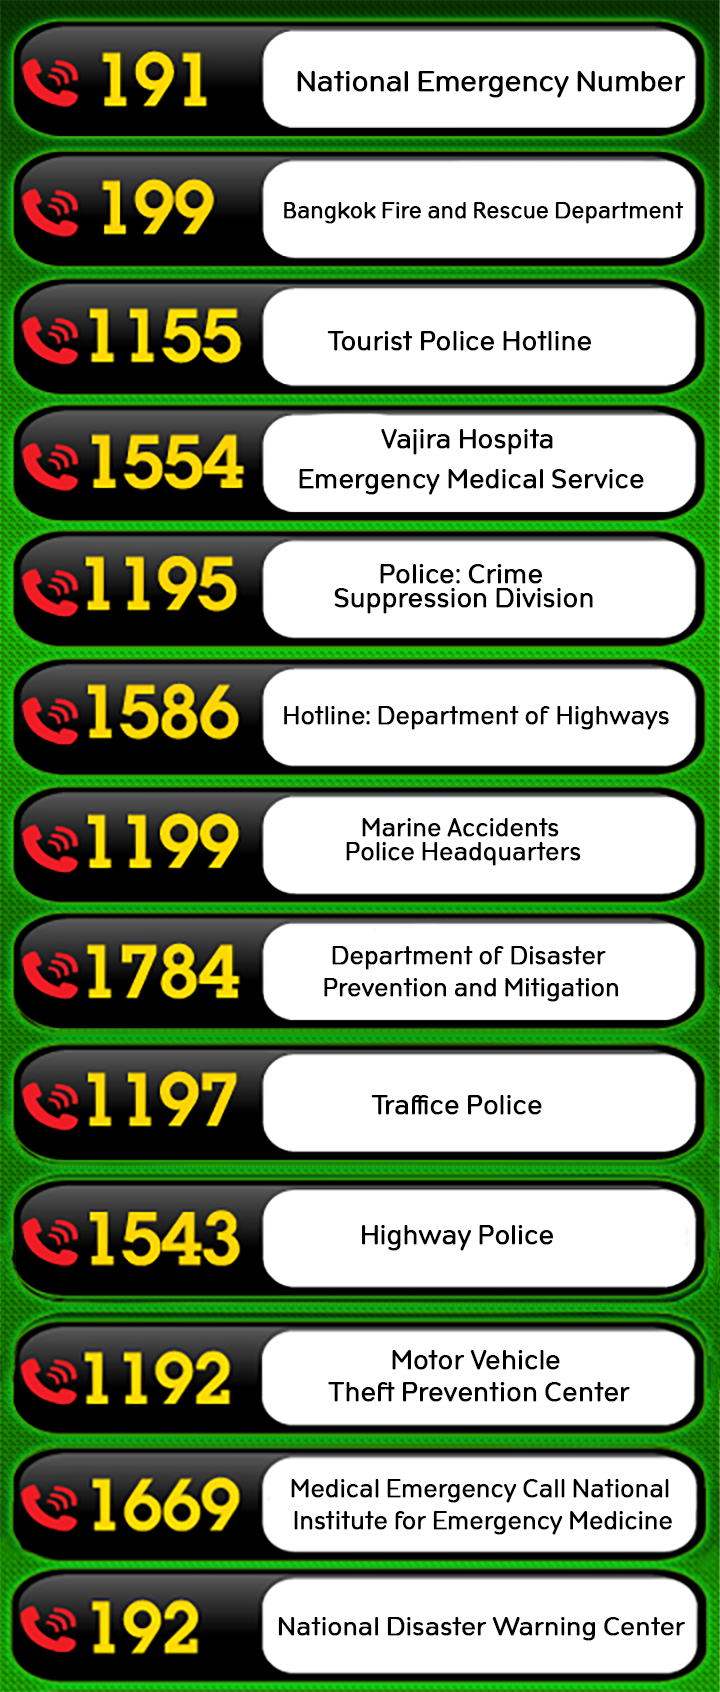 191
National Emergency Number
199
Bangkok Fire and Rescue Department
1155
Tourist Police Hotline
1554
Vajira Hospita
Emergency Medical Service
1195
Police: Crime
Suppression Division
1586
Hotline: Department of Highways
1199
Marine Accidents
Police Headquarters
1784
Department of Disaster
Prevention and Mitigation
1197
Traffice Police
1543
Highway Police
1192
Motor Vehicle
Theft Prevention Center
1669
Medical Emergency Call National
Institute for Emergency Medicine
192
National Disaster Warning Center